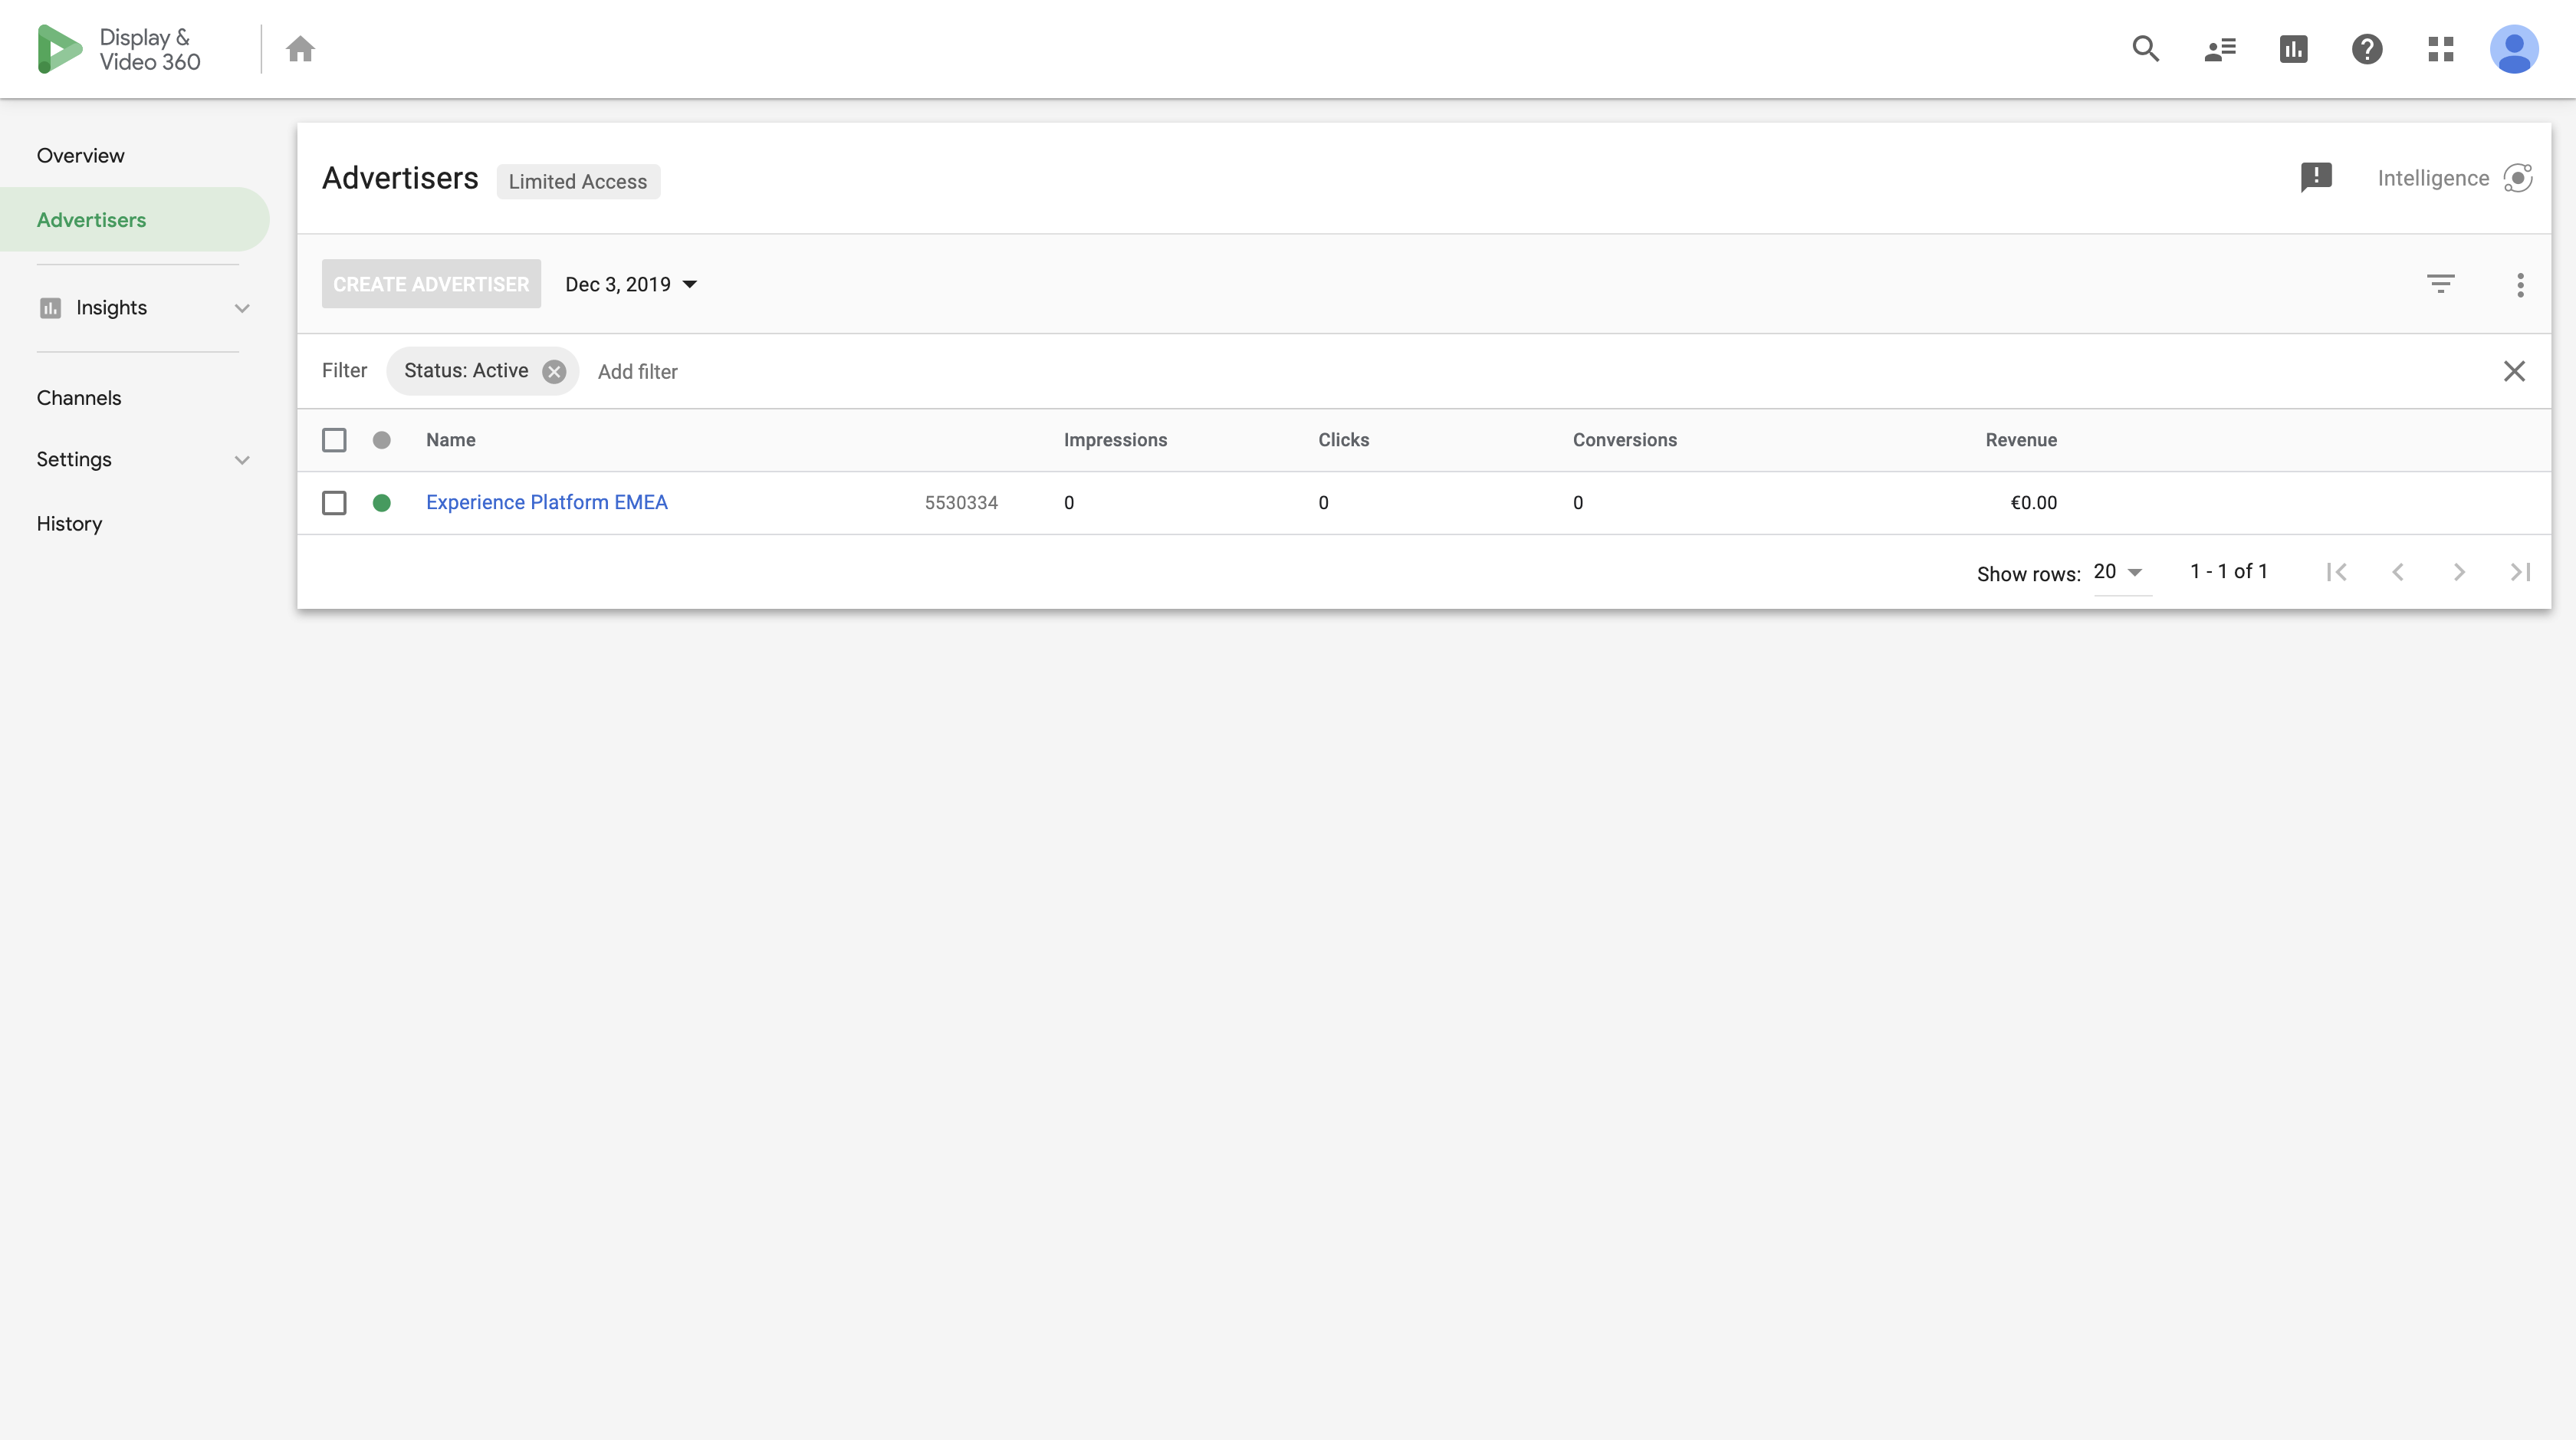 Display &
Video 360
Overview
Advertisers
Insights
Channels
Settings
History
Advertisers Limited Access
Intelligence
CREATE ADVERTISER Dec 3, 2019
Filter Status: Active Add filter
Name Impressions Clicks Conversions Revenue
Experience Platform EMEA 5530334 0 0 0 €0.00
Show rows: 20 1 - 1 of 1